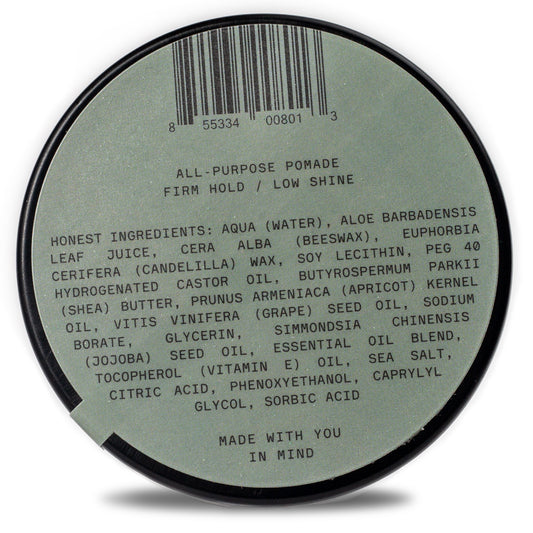 8 55334 00801 3
ALL-PURPOSE POMADE
FIRM HOLD / LOW SHINE
HONEST INGREDIENTS: AQUA (WATER), ALOE BARBADENSIS
LEAF JUICE, CERA ALBA (BEESWAX), EUPHORBIA
CERIFERA (CANDELILLA) WAX, SOY LECITHIN, PEG 40
HYDROGENATED CASTOR OIL, BUTYROSPERMUM PARKII
(SHEA) BUTTER, PRUNUS ARMENIACA (APRICOT) KERNEL
OIL, VITIS VINIFERA (GRAPE) SEED OIL, SODIUM
BORATE, GLYCERIN, SIMMONDSIA CHINENSIS
(JOJOBA) SEED OIL, ESSENTIAL OIL BLEND,
TOCOPHEROL (VITAMIN E) OIL, SEA SALT,
CITRIC ACID, PHENOXYETHANOL, CAPRYLYL
GLYCOL, SORBIC ACID
MADE WITH YOU
IN MIND